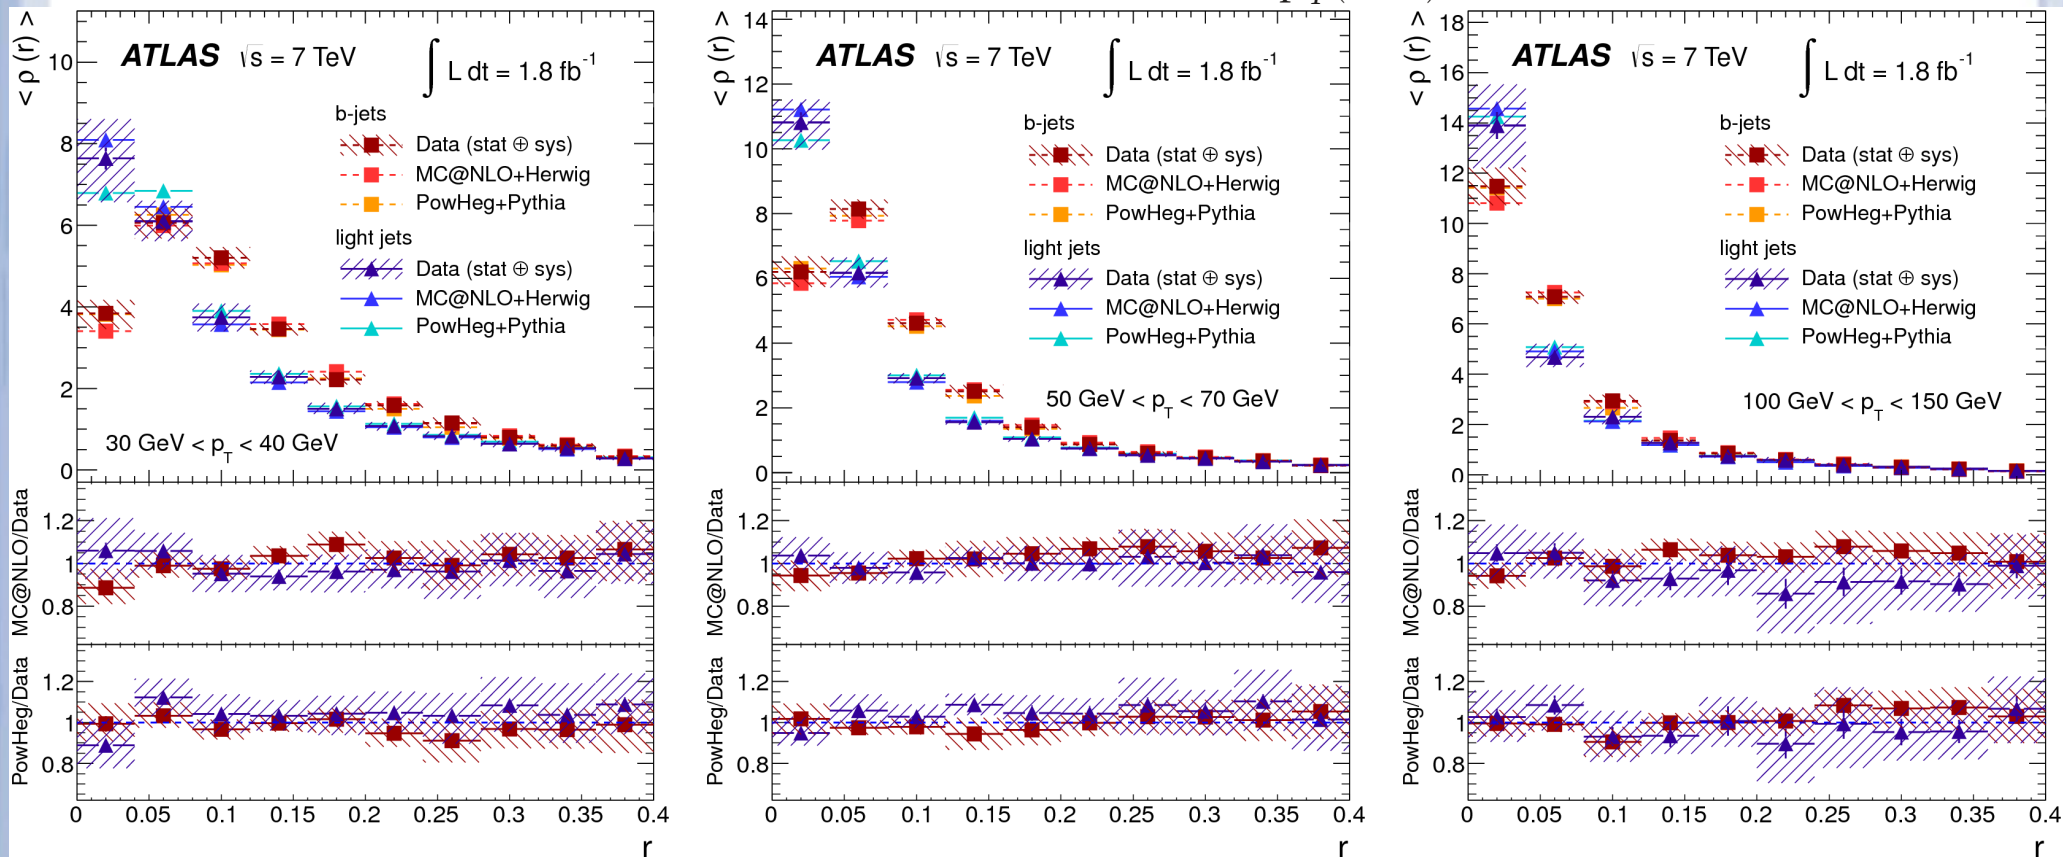 < ρ (r) >
ATLAS √s = 7 TeV ∫ L dt = 1.8 fb⁻¹
b-jets
Data (stat ⊕ sys)
MC@NLO+Herwig
PowHeg+Pythia
light jets
Data (stat ⊕ sys)
MC@NLO+Herwig
PowHeg+Pythia
30 GeV < p_T < 40 GeV
10
8
6
4
2
0
MC@NLO/Data
1.2
1
0.8
PowHeg/Data
1.2
1
0.8
0 0.05 0.1 0.15 0.2 0.25 0.3 0.35 0.4
r
< ρ (r) >
ATLAS √s = 7 TeV ∫ L dt = 1.8 fb⁻¹
b-jets
Data (stat ⊕ sys)
MC@NLO+Herwig
PowHeg+Pythia
light jets
Data (stat ⊕ sys)
MC@NLO+Herwig
PowHeg+Pythia
50 GeV < p_T < 70 GeV
14
12
10
8
6
4
2
0
MC@NLO/Data
1.2
1
0.8
PowHeg/Data
1.2
1
0.8
0 0.05 0.1 0.15 0.2 0.25 0.3 0.35 0.4
r
< ρ (r) >
ATLAS √s = 7 TeV ∫ L dt = 1.8 fb⁻¹
b-jets
Data (stat ⊕ sys)
MC@NLO+Herwig
PowHeg+Pythia
light jets
Data (stat ⊕ sys)
MC@NLO+Herwig
PowHeg+Pythia
100 GeV < p_T < 150 GeV
18
16
14
12
10
8
6
4
2
0
MC@NLO/Data
1.2
1
0.8
PowHeg/Data
1.2
1
0.8
0 0.05 0.1 0.15 0.2 0.25 0.3 0.35 0.4
r